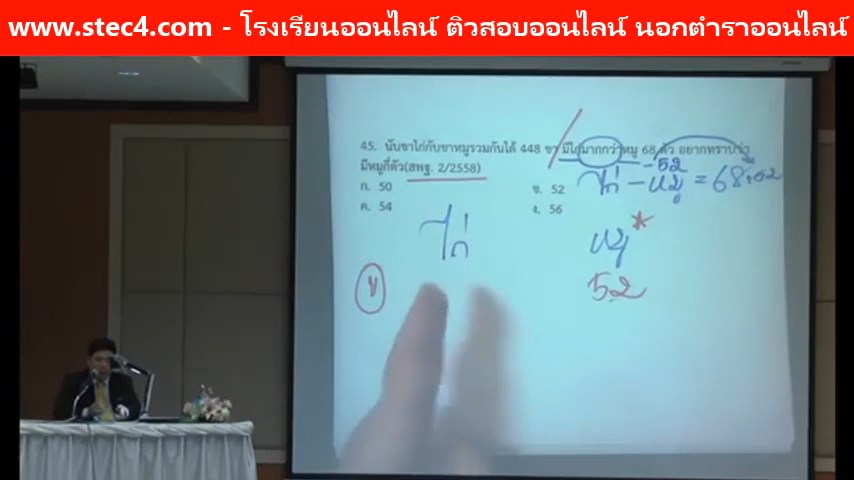 www.stec4.com - โรงเรียนออนไลน์ ติวสอบออนไลน์ นอกตำราออนไลน์
45. นับขาไก่กับขาหมูรวมกันได้ 448 ขา มีไก่มากกว่าหมู 68 ตัว อยากทราบว่า
มีหมูกี่ตัว(สพฐ. 2/2558)
ก. 50
ข. 52
ค. 54
ง. 56
-52
ไก่ - หมู = 68+52
ไก่
หมู *
ข
52